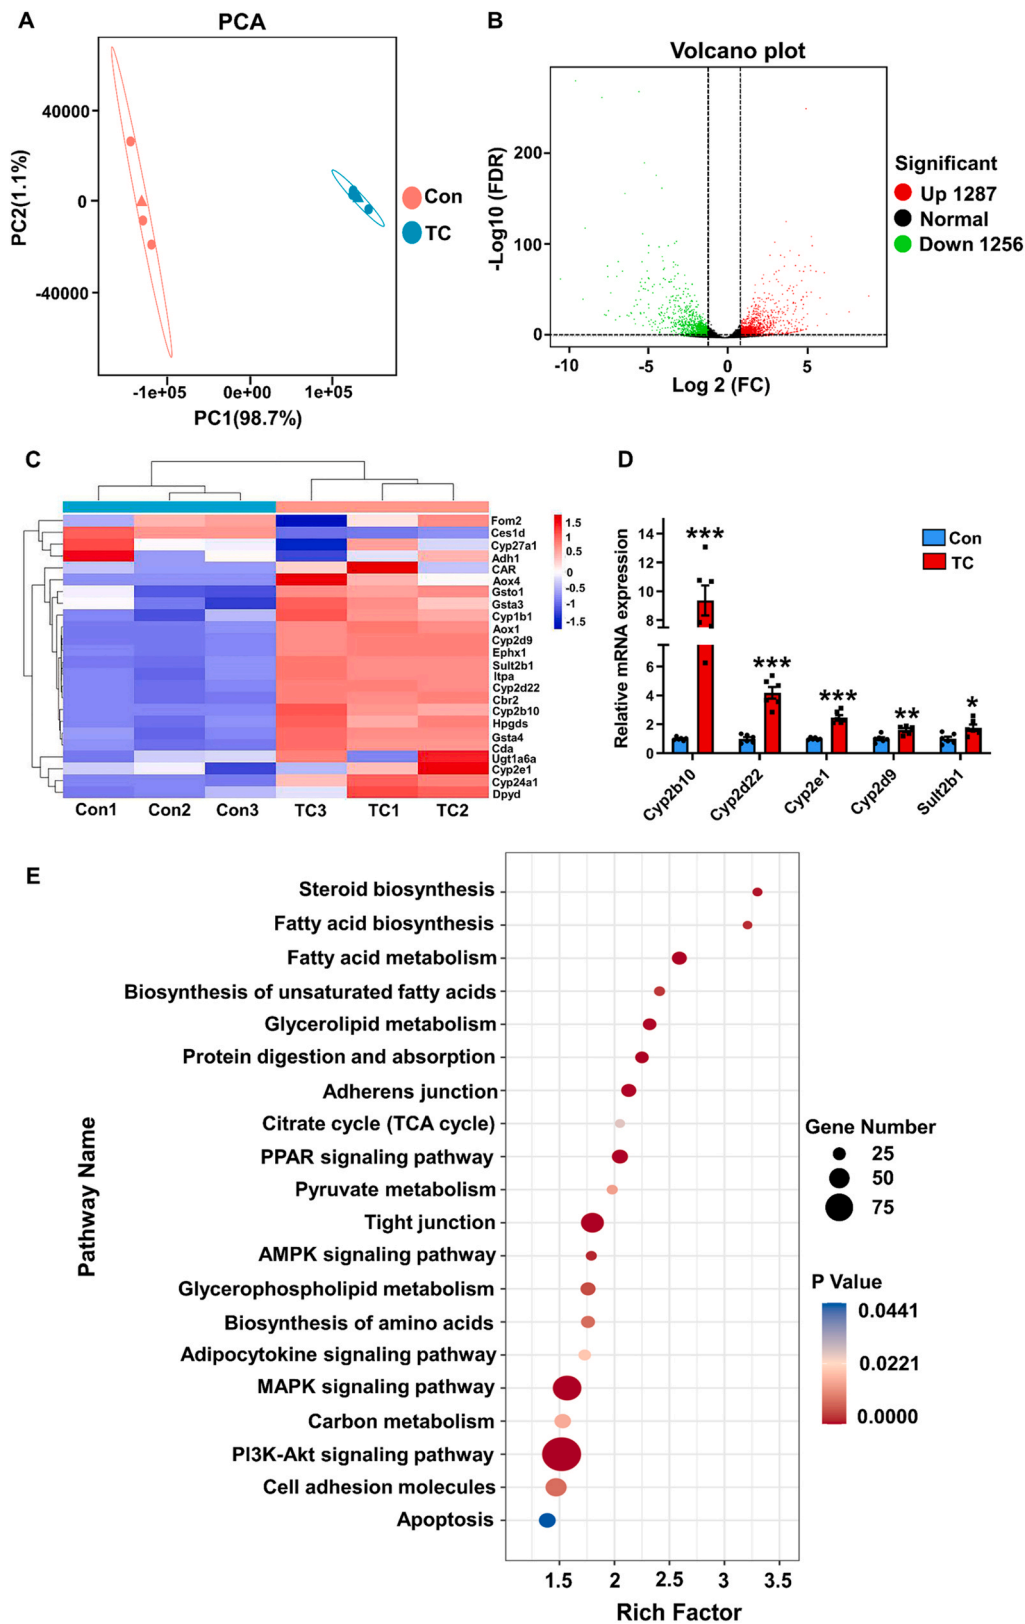 A
PCA
PC2(1.1%)
40000
0
-40000
-1e+05
0e+00
1e+05
PC1(98.7%)
Con
TC
B
Volcano plot
-Log10 (FDR)
200
100
0
-10
-5
0
5
Log 2 (FC)
Significant
Up 1287
Normal
Down 1256
C
Fom2
Ces1d
Cyp27a1
Adh1
CAR
Aox4
Gsto1
Gsta3
Cyp1b1
Aox1
Cyp2d9
Ephx1
Sult2b1
Itpa
Cyp2d22
Cbr2
Cyp2b10
Hpgds
Gsta4
Cda
Ugt1a6a
Cyp2e1
Cyp24a1
Dpyd
Con1
Con2
Con3
TC3
TC1
TC2
1.5
1
0.5
0
-0.5
-1
-1.5
D
Relative mRNA expression
14
12
10
8
6
4
2
0
***
***
***
**
*
Con
TC
Cyp2b10
Cyp2d22
Cyp2e1
Cyp2d9
Sult2b1
E
Pathway Name
Steroid biosynthesis
Fatty acid biosynthesis
Fatty acid metabolism
Biosynthesis of unsaturated fatty acids
Glycerolipid metabolism
Protein digestion and absorption
Adherens junction
Citrate cycle (TCA cycle)
PPAR signaling pathway
Pyruvate metabolism
Tight junction
AMPK signaling pathway
Glycerophospholipid metabolism
Biosynthesis of amino acids
Adipocytokine signaling pathway
MAPK signaling pathway
Carbon metabolism
PI3K-Akt signaling pathway
Cell adhesion molecules
Apoptosis
1.5
2
2.5
3
3.5
Rich Factor
Gene Number
25
50
75
P Value
0.0441
0.0221
0.0000